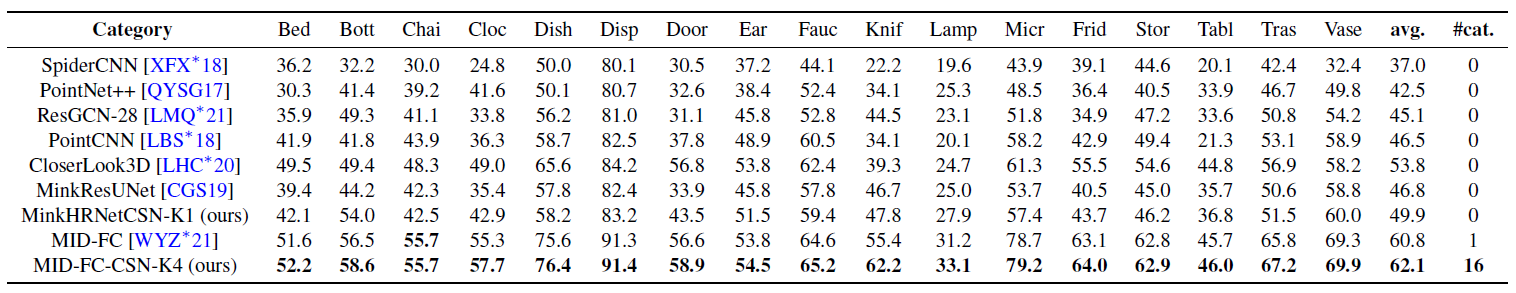 Category Bed Bott Chai Cloc Dish Disp Door Ear Fauc Knif Lamp Micr Frid Stor Tabl Tras Vase avg. #cat.
SpiderCNN [XFX*18] 36.2 32.2 30.0 24.8 50.0 80.1 30.5 37.2 44.1 22.2 19.6 43.9 39.1 44.6 20.1 42.4 32.4 37.0 0
PointNet++ [QYSG17] 30.3 41.4 39.2 41.6 50.1 80.7 32.6 38.4 52.4 34.1 25.3 48.5 36.4 40.5 33.9 46.7 49.8 42.5 0
ResGCN-28 [LMQ*21] 35.9 49.3 41.1 33.8 56.2 81.0 31.1 45.8 52.8 44.5 23.1 51.8 34.9 47.2 33.6 50.8 54.2 45.1 0
PointCNN [LBS*18] 41.9 41.8 43.9 36.3 58.7 82.5 37.8 48.9 60.5 34.1 20.1 58.2 42.9 49.4 21.3 53.1 58.9 46.5 0
CloserLook3D [LHC*20] 49.5 49.4 48.3 49.0 65.6 84.2 56.8 53.8 62.4 39.3 24.7 61.3 55.5 54.6 44.8 56.9 58.2 53.8 0
MinkResUNet [CGS19] 39.4 44.2 42.3 35.4 57.8 82.4 33.9 45.8 57.8 46.7 25.0 53.7 40.5 45.0 35.7 50.6 58.8 46.8 0
MinkHRNetCSN-K1 (ours) 42.1 54.0 42.5 42.9 58.2 83.2 43.5 51.5 59.4 47.8 27.9 57.4 43.7 46.2 36.8 51.5 60.0 49.9 0
MID-FC [WYZ*21] 51.6 56.5 55.7 55.3 75.6 91.3 56.6 53.8 64.6 55.4 31.2 78.7 63.1 62.8 45.7 65.8 69.3 60.8 1
MID-FC-CSN-K4 (ours) 52.2 58.6 55.7 57.7 76.4 91.4 58.9 54.5 65.2 62.2 33.1 79.2 64.0 62.9 46.0 67.2 69.9 62.1 16